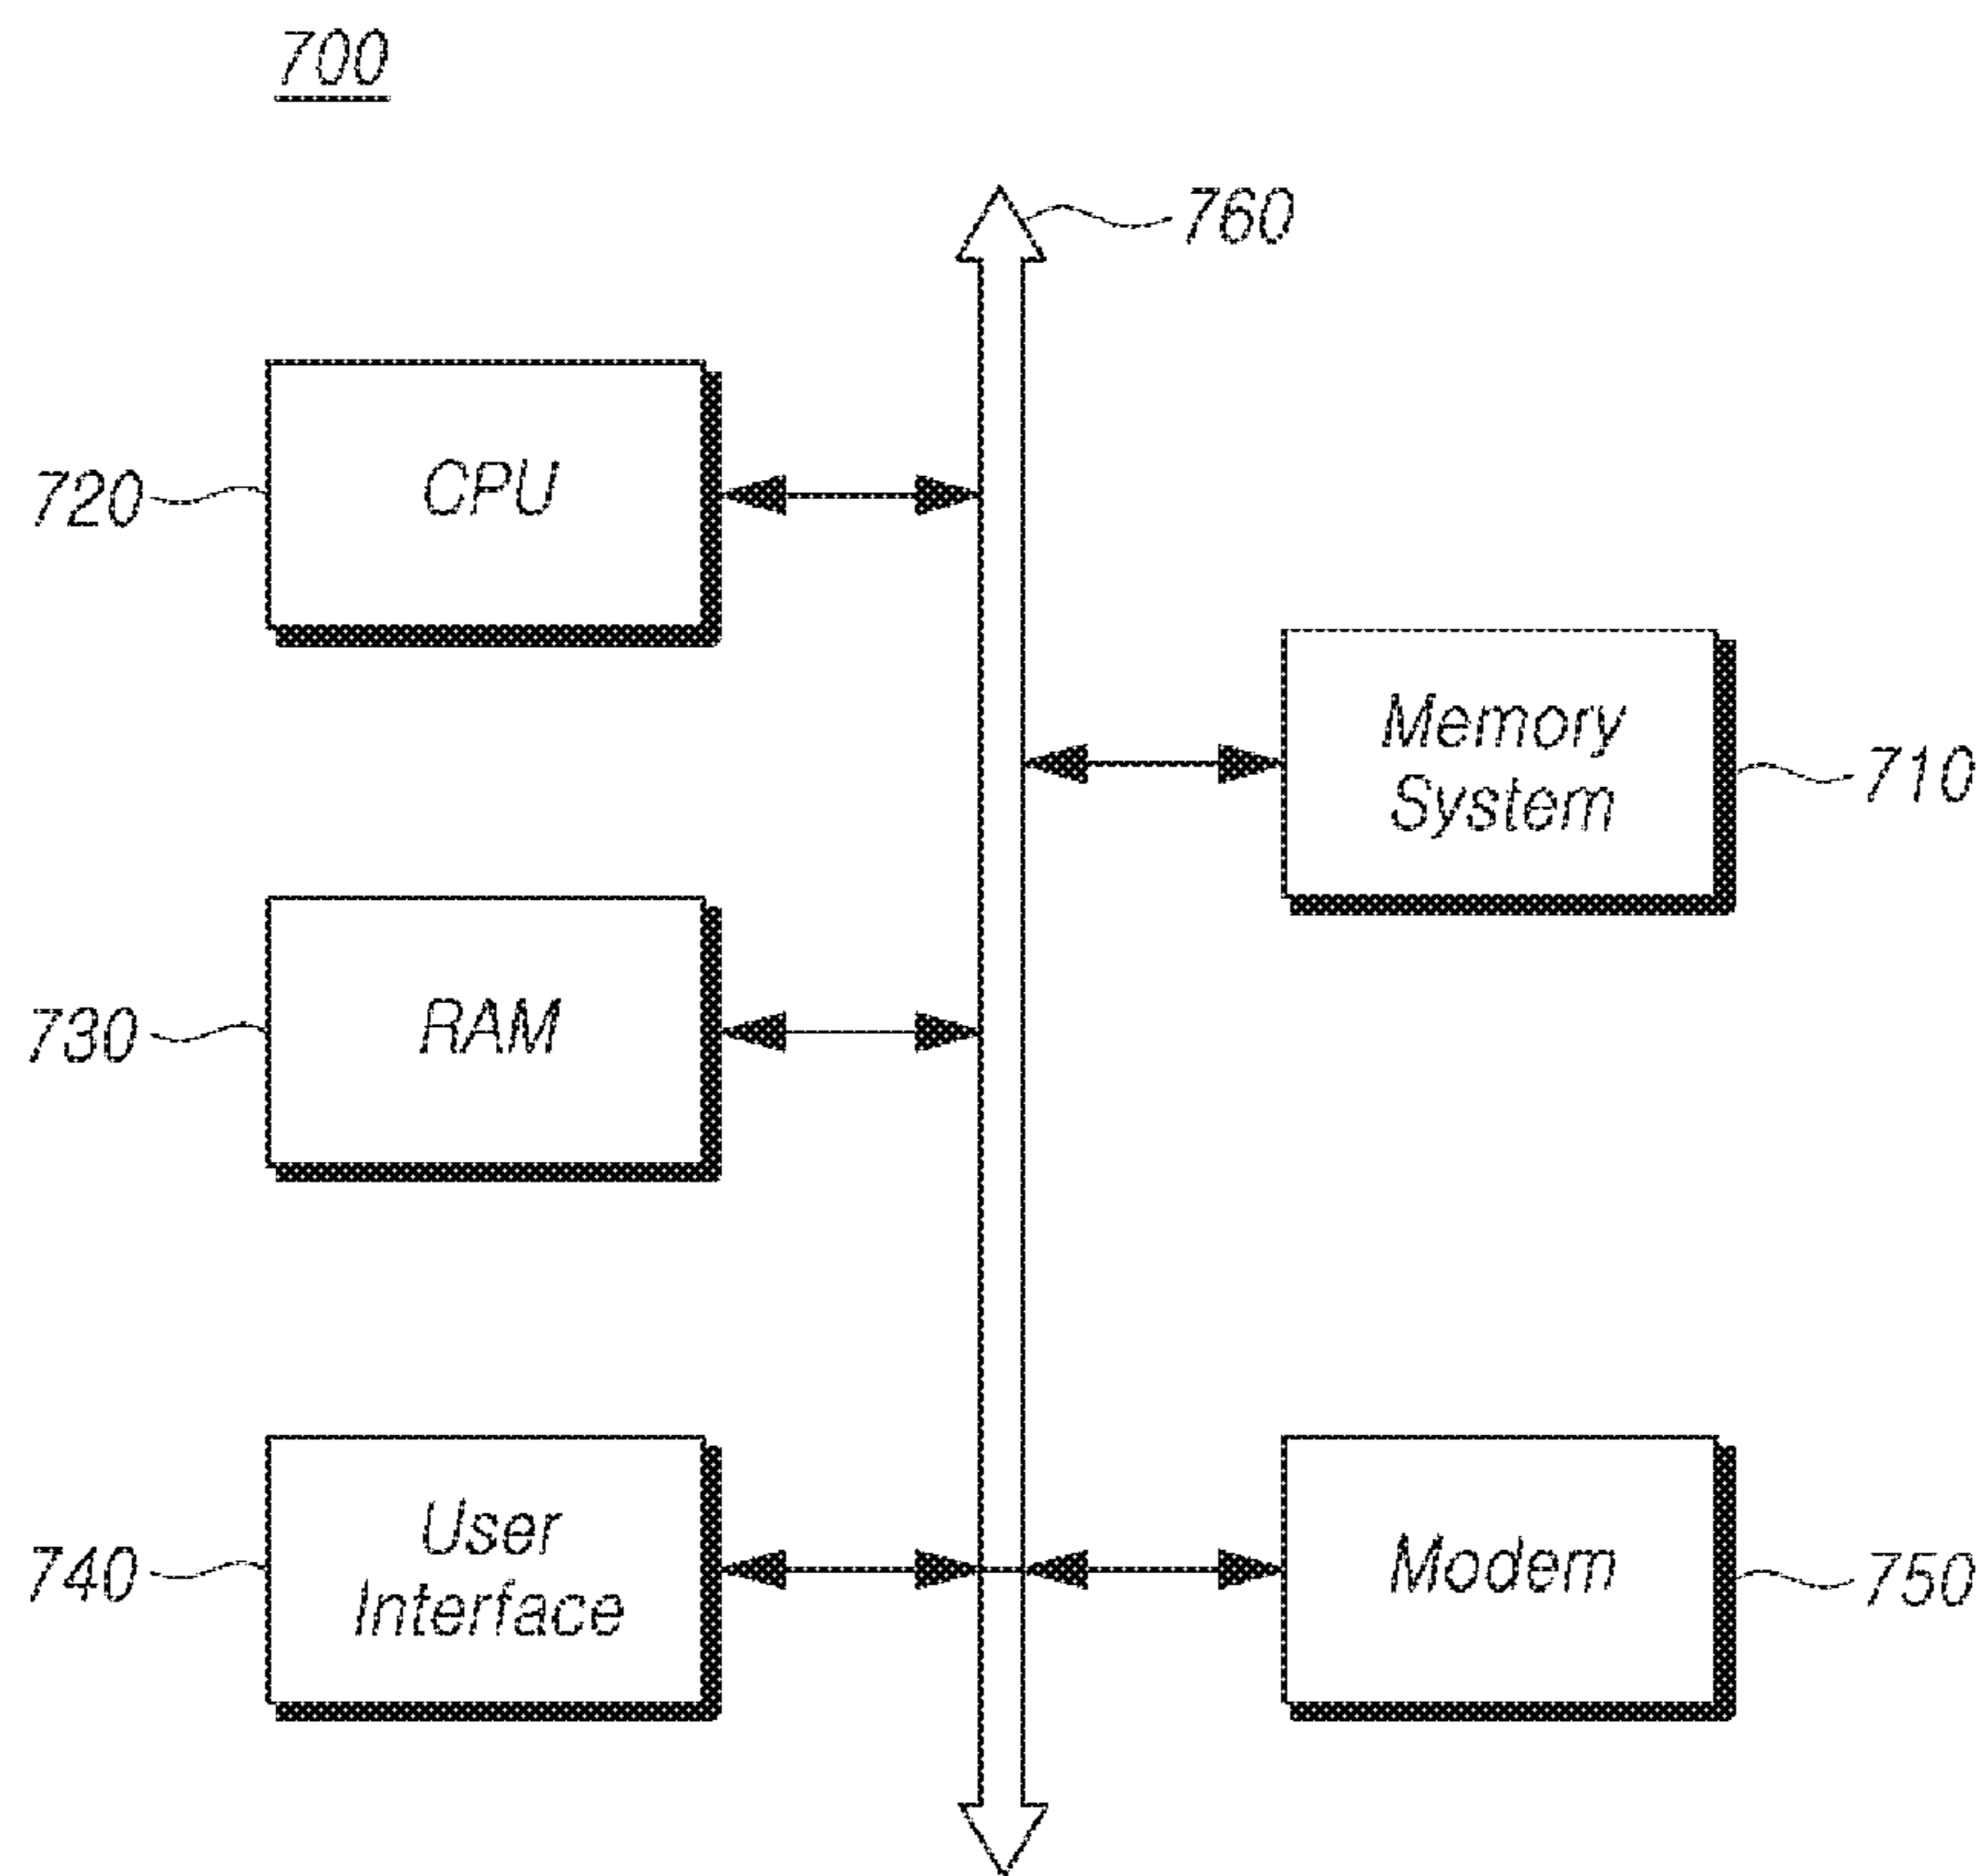 700
760
CPU
720
Memory
System
710
RAM
730
User
Interface
740
Modem
750